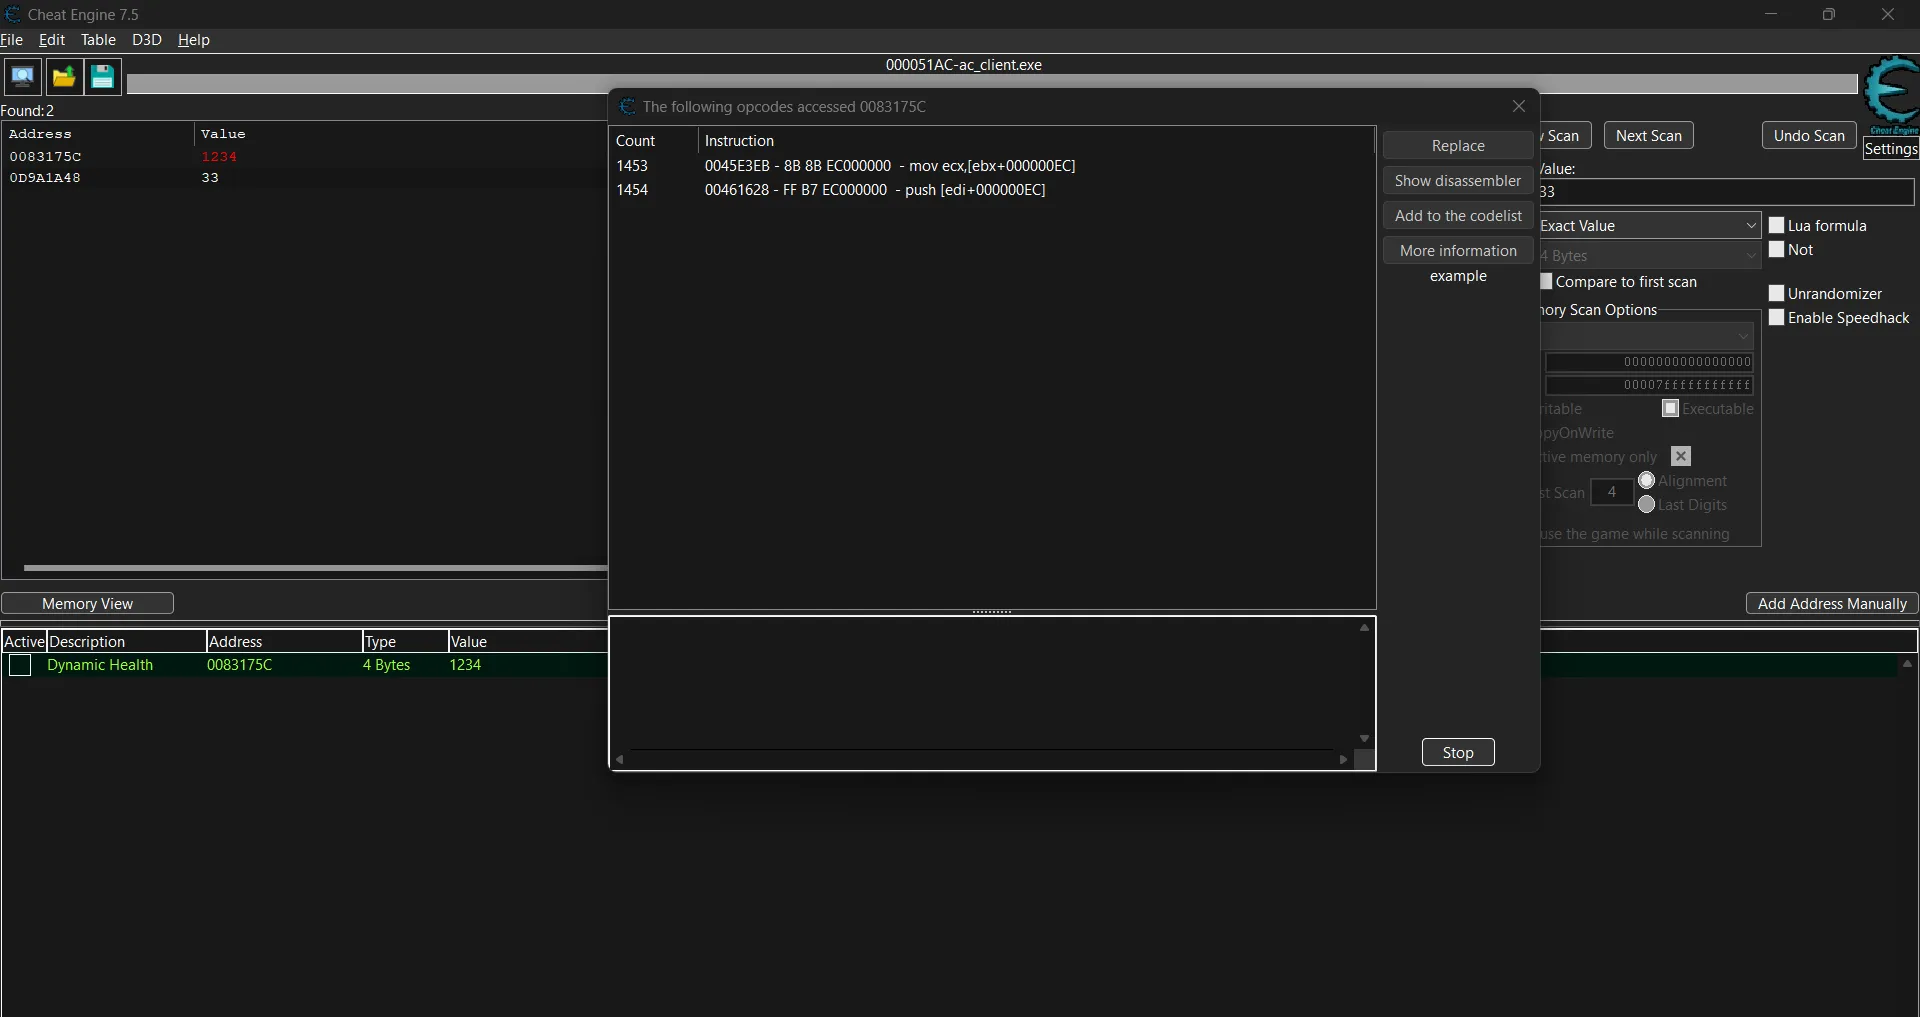 Cheat Engine 7.5
File Edit Table D3D Help
000051AC-ac_client.exe
Found: 2
Address Value
0083175C 1234
0D9A1A48 33
The following opcodes accessed 0083175C
Count Instruction
1453 0045E3EB - 8B 8B EC000000 - mov ecx,[ebx+000000EC]
1454 00461628 - FF B7 EC000000 - push [edi+000000EC]
Replace
Show disassembler
Add to the codelist
More information
example
Stop
Scan Next Scan Undo Scan
Cheat Engine
Settings
Value:
33
Exact Value
Lua formula
4 Bytes
Not
Compare to first scan
Unrandomizer
ory Scan Options
Enable Speedhack
0000000000000000
00007fffffffffff
ritable Executable
pyOnWrite
tive memory only
st Scan 4 Alignment
Last Digits
use the game while scanning
Memory View
Add Address Manually
Active Description Address Type Value
Dynamic Health 0083175C 4 Bytes 1234